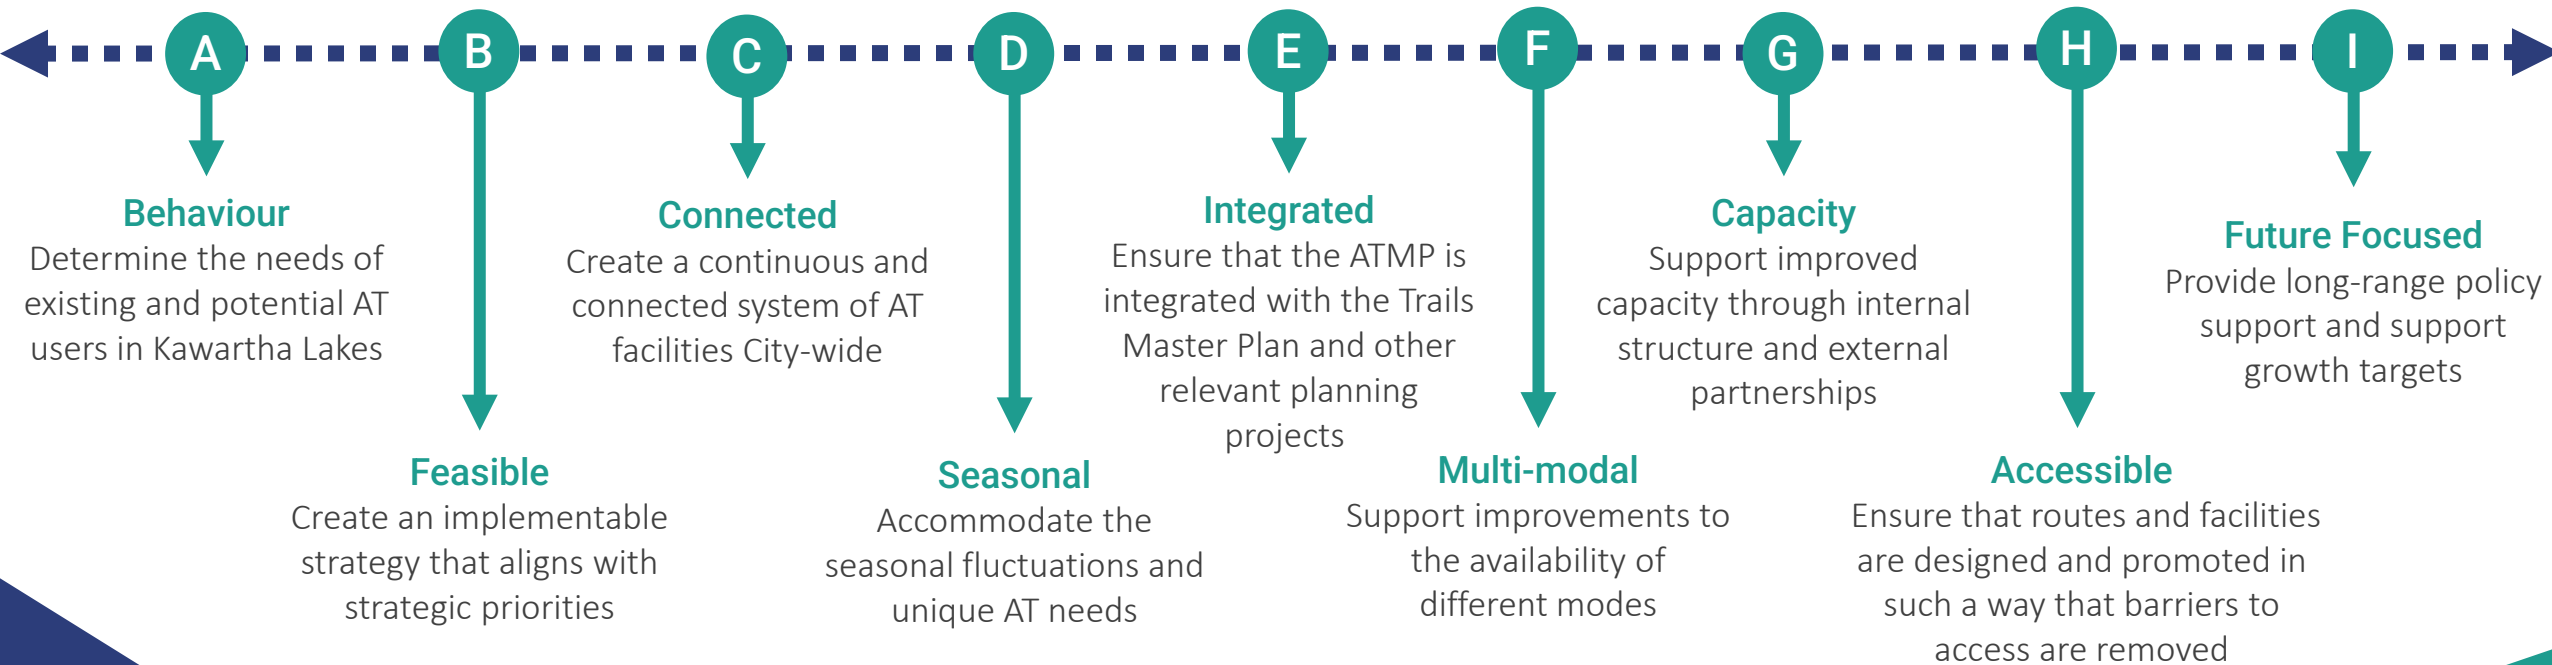 A
B
C
D
E
F
G
H
I
Behaviour
Determine the needs of
existing and potential AT
users in Kawartha Lakes
Feasible
Create an implementable
strategy that aligns with
strategic priorities
Connected
Create a continuous and
connected system of AT
facilities City-wide
Seasonal
Accommodate the
seasonal fluctuations and
unique AT needs
Integrated
Ensure that the ATMP is
integrated with the Trails
Master Plan and other
relevant planning
projects
Multi-modal
Support improvements to
the availability of
different modes
Capacity
Support improved
capacity through internal
structure and external
partnerships
Accessible
Ensure that routes and facilities
are designed and promoted in
such a way that barriers to
access are removed
Future Focused
Provide long-range policy
support and support
growth targets